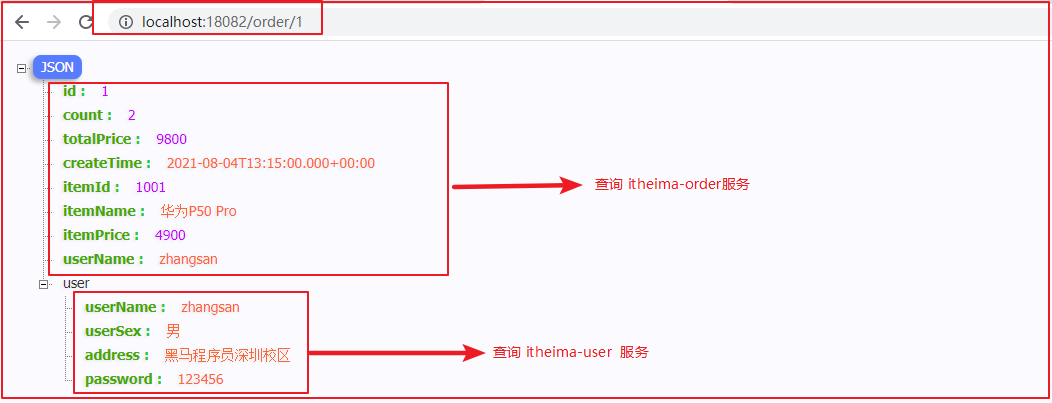 localhost:18082/order/1
JSON
id : 1
count : 2
totalPrice : 9800
createTime : 2021-08-04T13:15:00.000+00:00
itemId : 1001
itemName : 华为P50 Pro
itemPrice : 4900
userName : zhangsan
查询 itheima-order服务
user
userName : zhangsan
userSex : 男
address : 黑马程序员深圳校区
password : 123456
查询 itheima-user 服务